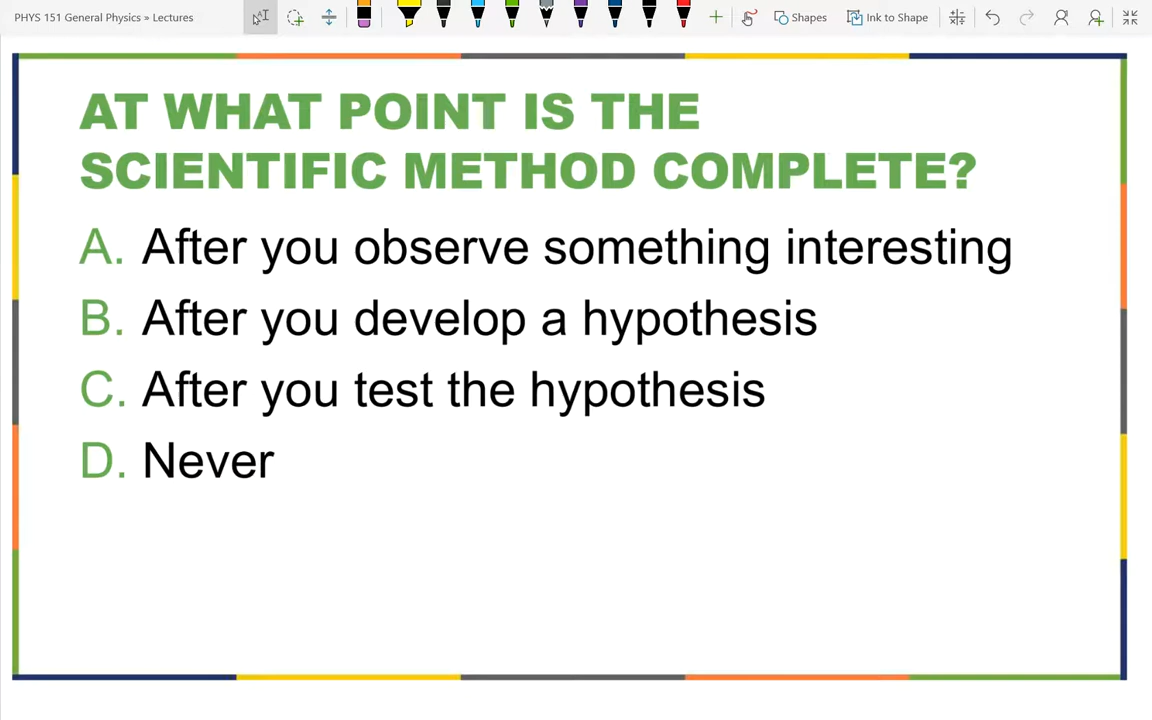 PHYS 151 General Physics » Lectures
Shapes
Ink to Shape
AT WHAT POINT IS THE
SCIENTIFIC METHOD COMPLETE?
A. After you observe something interesting
B. After you develop a hypothesis
C. After you test the hypothesis
D. Never